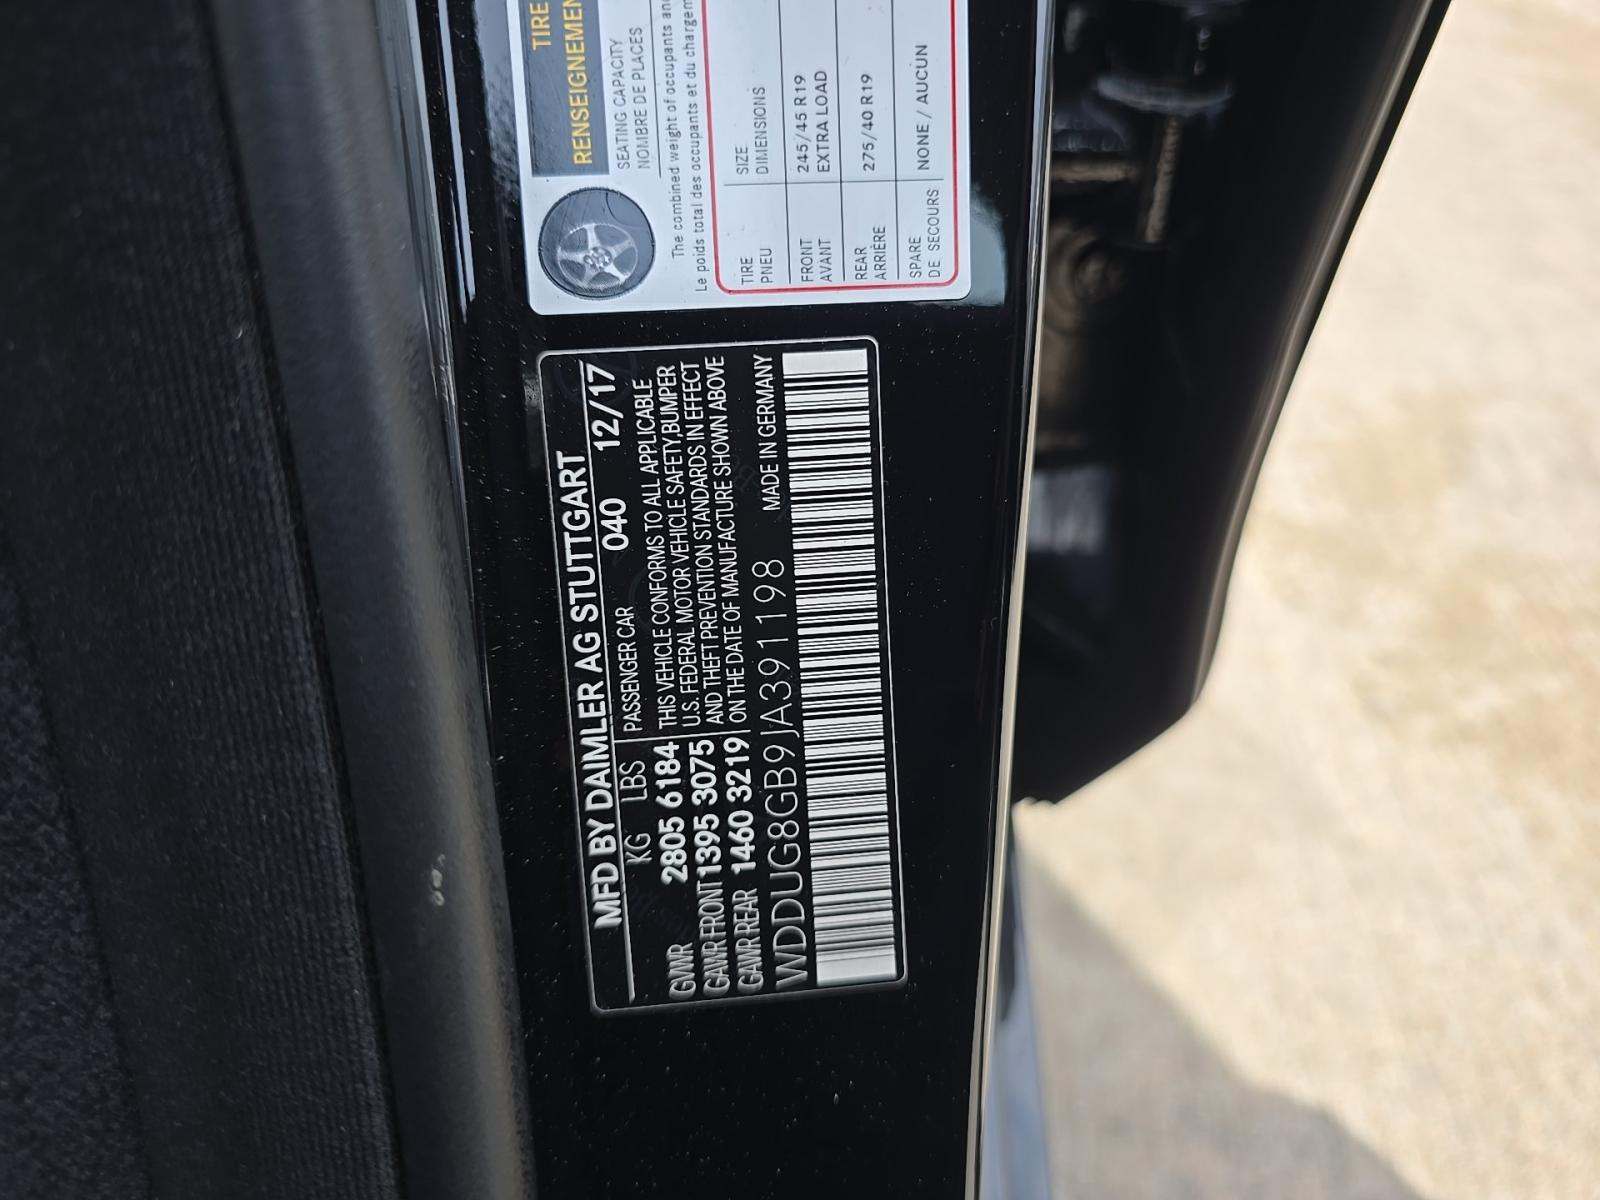 MFD BY DAIMLER AG STUTTGART
KG LBS PASSENGER CAR 040 12/17
GVWR 2805 6184 THIS VEHICLE CONFORMS TO ALL APPLICABLE
GAWR FRONT 1395 3075 U.S. FEDERAL MOTOR VEHICLE SAFETY, BUMPER
GAWR REAR 1460 3219 AND THEFT PREVENTION STANDARDS IN EFFECT
ON THE DATE OF MANUFACTURE SHOWN ABOVE
WDDUG8GB9JA391198 MADE IN GERMANY
TIRE
RENSEIGNEMEN
SEATING CAPACITY
NOMBRE DE PLACES
The combined weight of occupants and
Le poids total des occupants et du chargem
TIRE SIZE
PNEU DIMENSIONS
FRONT 245/45 R19
AVANT EXTRA LOAD
REAR 275/40 R19
ARRIÈRE
SPARE NONE / AUCUN
DE SECOURS